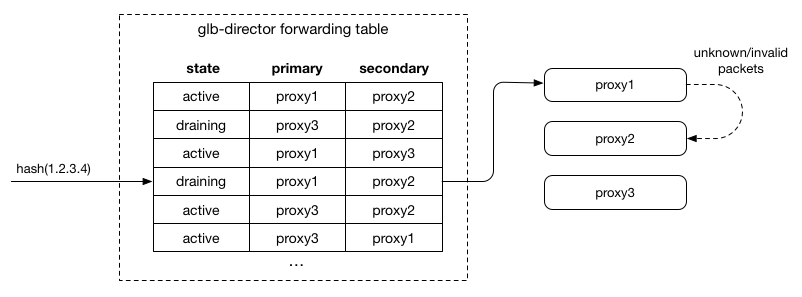 glb-director forwarding table
state primary secondary
active proxy1 proxy2
draining proxy3 proxy2
active proxy1 proxy3
draining proxy1 proxy2
active proxy3 proxy2
active proxy3 proxy1
...
hash(1.2.3.4)
unknown/invalid
packets
proxy1
proxy2
proxy3